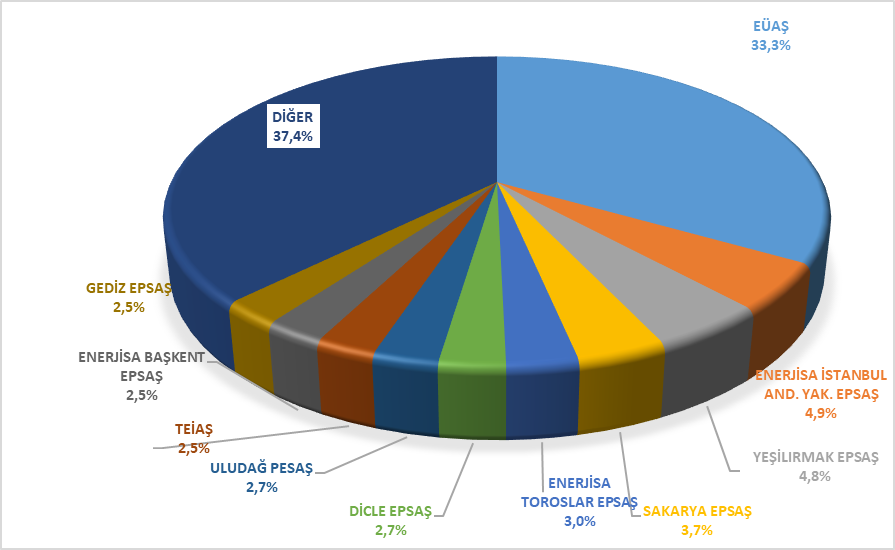 EÜAŞ
33,3%
DİĞER
37,4%
GEDİZ EPSAŞ
2,5%
ENERJİSA BAŞKENT
EPSAŞ
2,5%
TEİAŞ
2,5%
ULUDAĞ PESAŞ
2,7%
DİCLE EPSAŞ
2,7%
ENERJİSA
TOROSLAR EPSAŞ
3,0%
SAKARYA EPSAŞ
3,7%
YEŞİLIRMAK EPSAŞ
4,8%
ENERJİSA İSTANBUL
AND. YAK. EPSAŞ
4,9%